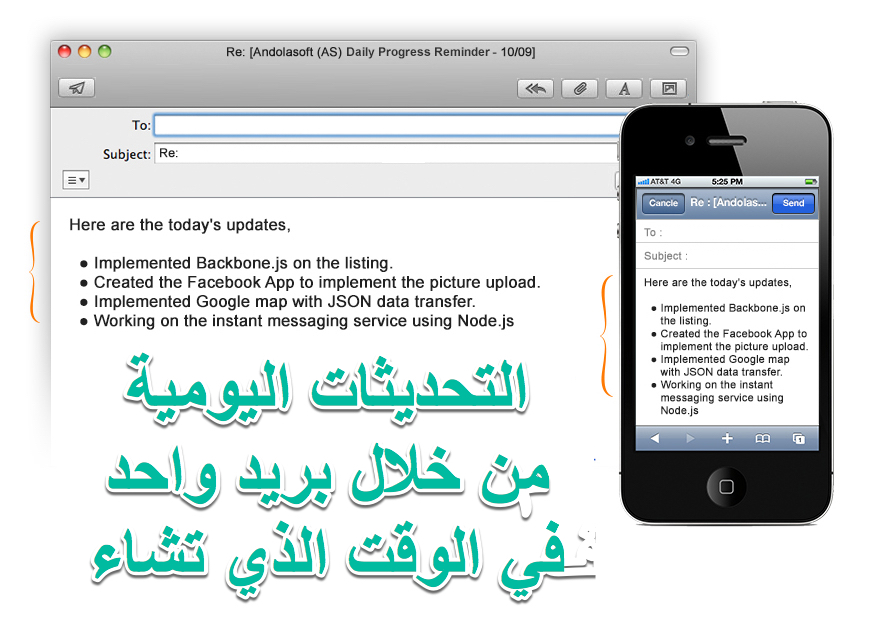 Re: [Andolasoft (AS) Daily Progress Reminder - 10/09]
To:
Subject: Re:
Here are the today's updates,
● Implemented Backbone.js on the listing.
● Created the Facebook App to implement the picture upload.
● Implemented Google map with JSON data transfer.
● Working on the instant messaging service using Node.js
التحديثات اليومية
من خلال بريد واحد
في الوقت الذي تشاء
AT&T 4G 5:25 PM
Cancle Re : [Andolas... Send
To :
Subject :
Here are the today's updates,
● Implemented Backbone.js on
the listing.
● Created the Facebook App to
implement the picture upload.
● Implemented Google map
with JSON data transfer.
● Working on the instant
messaging service using
Node.js